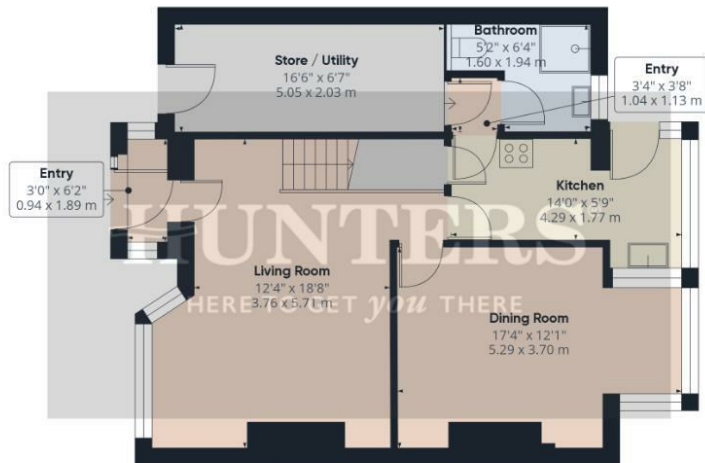 Bathroom
5'2" x 6'4"
1.60 x 1.94 m
Store / Utility
16'6" x 6'7"
5.05 x 2.03 m
Entry
3'4" x 3'8"
1.04 x 1.13 m
Entry
3'0" x 6'2"
0.94 x 1.89 m
Kitchen
14'0" x 5'9"
4.29 x 1.77 m
HUNTERS
HERE TO GET you THERE
Living Room
12'4" x 18'8"
3.76 x 5.71 m
Dining Room
17'4" x 12'1"
5.29 x 3.70 m